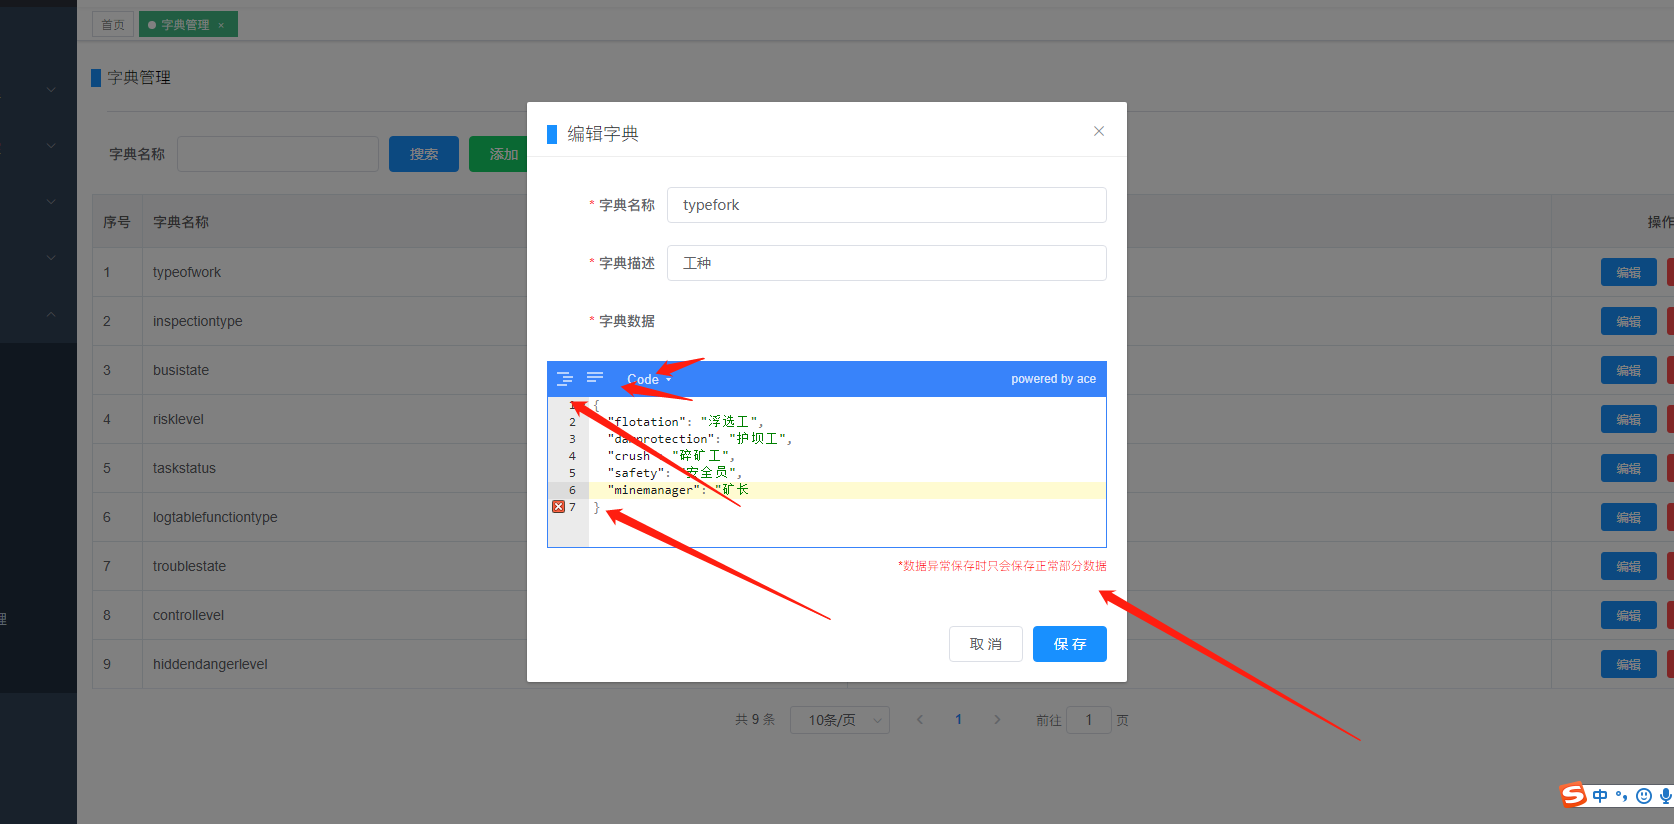 首页
字典管理 ×
字典管理
字典名称
搜索
添加
序号 字典名称 操作
1 typeofwork 编辑
2 inspectiontype 编辑
3 busistate 编辑
4 risklevel 编辑
5 taskstatus 编辑
6 logtablefunctiontype 编辑
7 troublestate 编辑
8 controllevel 编辑
9 hiddendangerlevel 编辑
理
共 9 条 10条/页 1 前往 1 页
编辑字典
* 字典名称 typefork
* 字典描述 工种
* 字典数据
Code powered by ace
1 {
2 "flotation": "浮选工",
3 "damprotection": "护坝工",
4 "crush": "碎矿工",
5 "safety": "安全员",
6 "minemanager": "矿长
7 }
*数据异常保存时只会保存正常部分数据
取消 保存
S 中